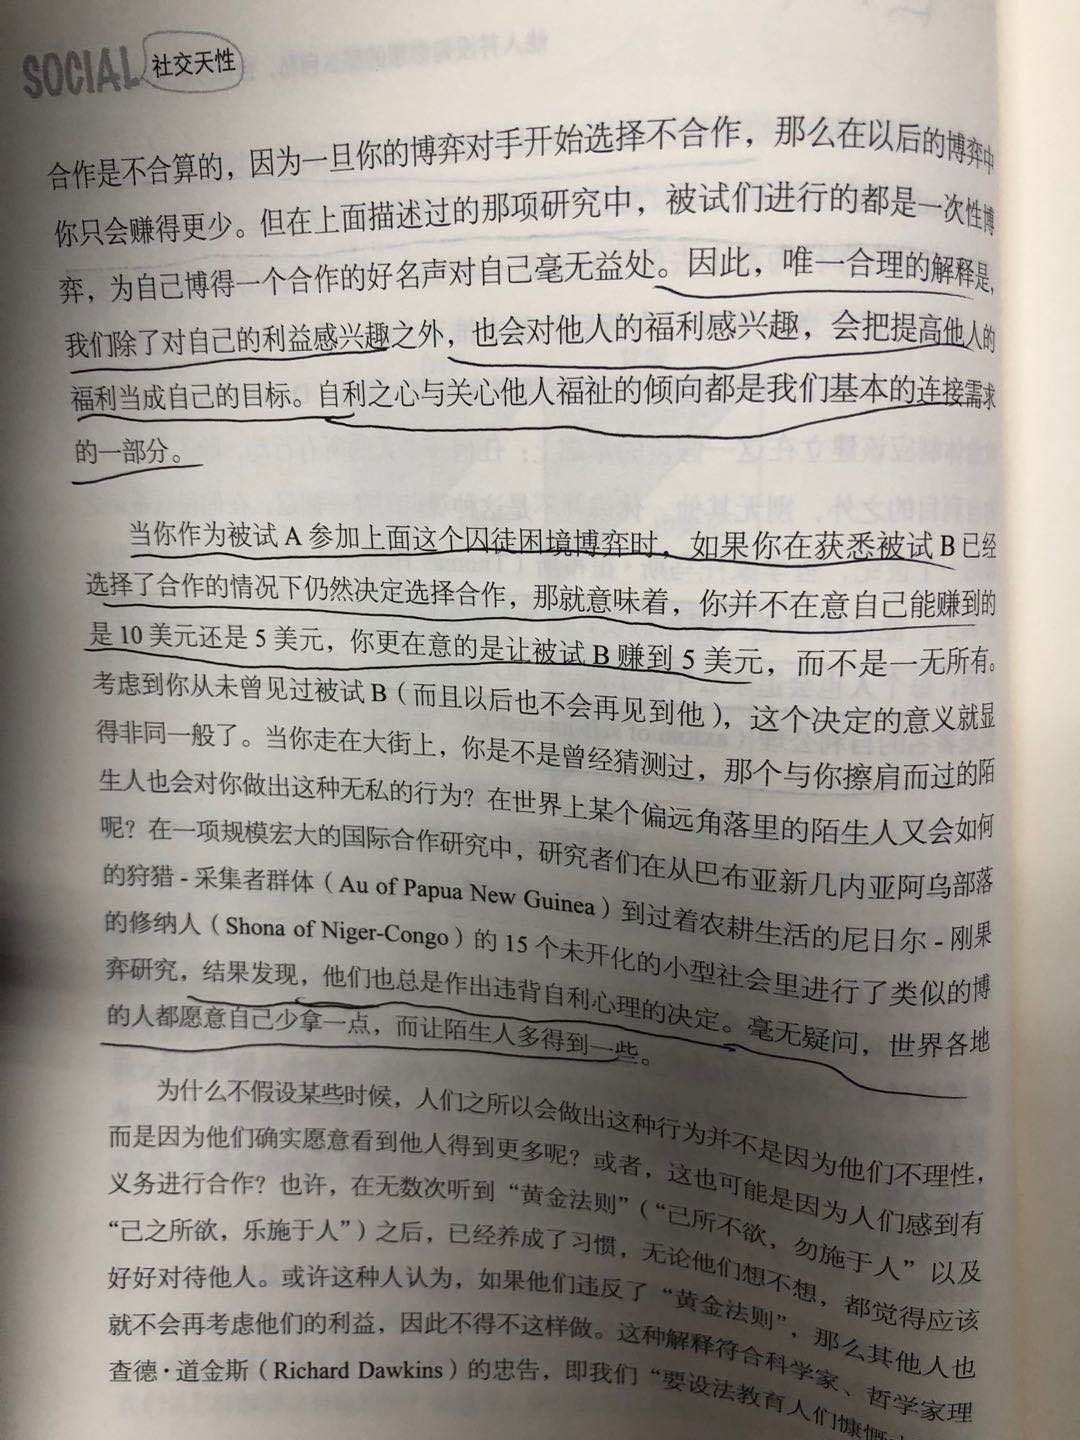 SOCIAL 社交天性
合作是不合算的，因为一旦你的博弈对手开始选择不合作，那么在以后的博弈中
你只会赚得更少。但在上面描述过的那项研究中，被试们进行的都是一次性博
弈，为自己博得一个合作的好名声对自己毫无益处。因此，唯一合理的解释是，
我们除了对自己的利益感兴趣之外，也会对他人的福利感兴趣，会把提高他人的
福利当成自己的目标。自利之心与关心他人福祉的倾向都是我们基本的连接需求
的一部分。
当你作为被试 A 参加上面这个囚徒困境博弈时，如果你在获悉被试 B 已经
选择了合作的情况下仍然决定选择合作，那就意味着，你并不在意自己能赚到的
是 10 美元还是 5 美元，你更在意的是让被试 B 赚到 5 美元，而不是一无所有。
考虑到你从未曾见过被试 B（而且以后也不会再见到他），这个决定的意义就显
得非同一般了。当你走在大街上，你是不是曾经猜测过，那个与你擦肩而过的陌
生人也会对你做出这种无私的行为？在世界上某个偏远角落里的陌生人又会如何
呢？在一项规模宏大的国际合作研究中，研究者们在从巴布亚新几内亚阿乌部落
的狩猎 - 采集者群体（Au of Papua New Guinea）到过着农耕生活的尼日尔 - 刚果
的修纳人（Shona of Niger-Congo）的 15 个未开化的小型社会里进行了类似的博
弈研究，结果发现，他们也总是作出违背自利心理的决定。毫无疑问，世界各地
的人都愿意自己少拿一点，而让陌生人多得到一些。
为什么不假设某些时候，人们之所以会做出这种行为并不是因为他们不理性，
而是因为他们确实愿意看到他人得到更多呢？或者，这也可能是因为人们感到有
义务进行合作？也许，在无数次听到“黄金法则”（“己所不欲，勿施于人”以及
“己之所欲，乐施于人”）之后，已经养成了习惯，无论他们想不想，都觉得应该
好好对待他人。或许这种人认为，如果他们违反了“黄金法则”，那么其他人也
就不会再考虑他们的利益，因此不得不这样做。这种解释符合科学家、哲学家理
查德·道金斯（Richard Dawkins）的忠告，即我们“要设法教育人们慷慨